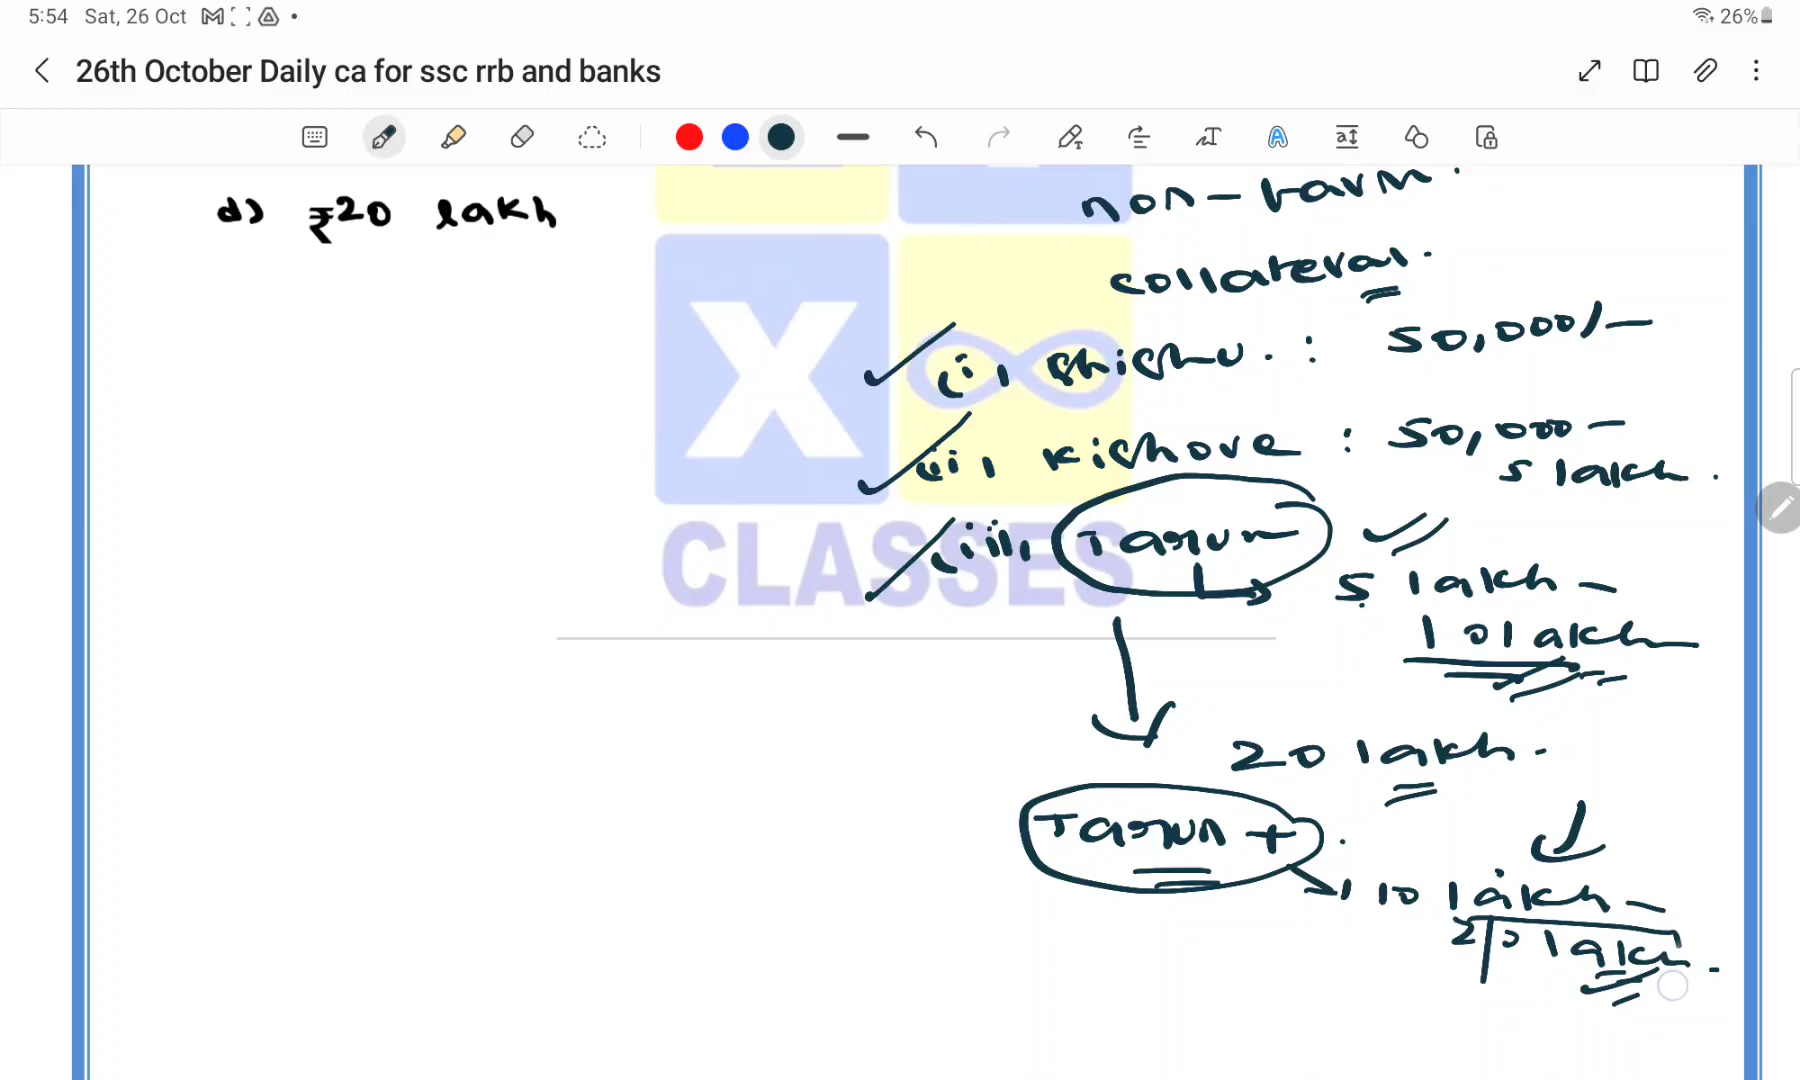 5:54 Sat, 26 Oct
26%
26th October Daily ca for ssc rrb and banks
d) ₹20 lakh
non-farm.
collateral.
(i), Shishu. : 50,000/-
(ii), Kishore : 50,000 -
5 lakh.
(iii, Tarun
5 lakh -
10 lakh
20 lakh.
Tarun +.
10 lakh -
20 lakh.
X
CLASSES